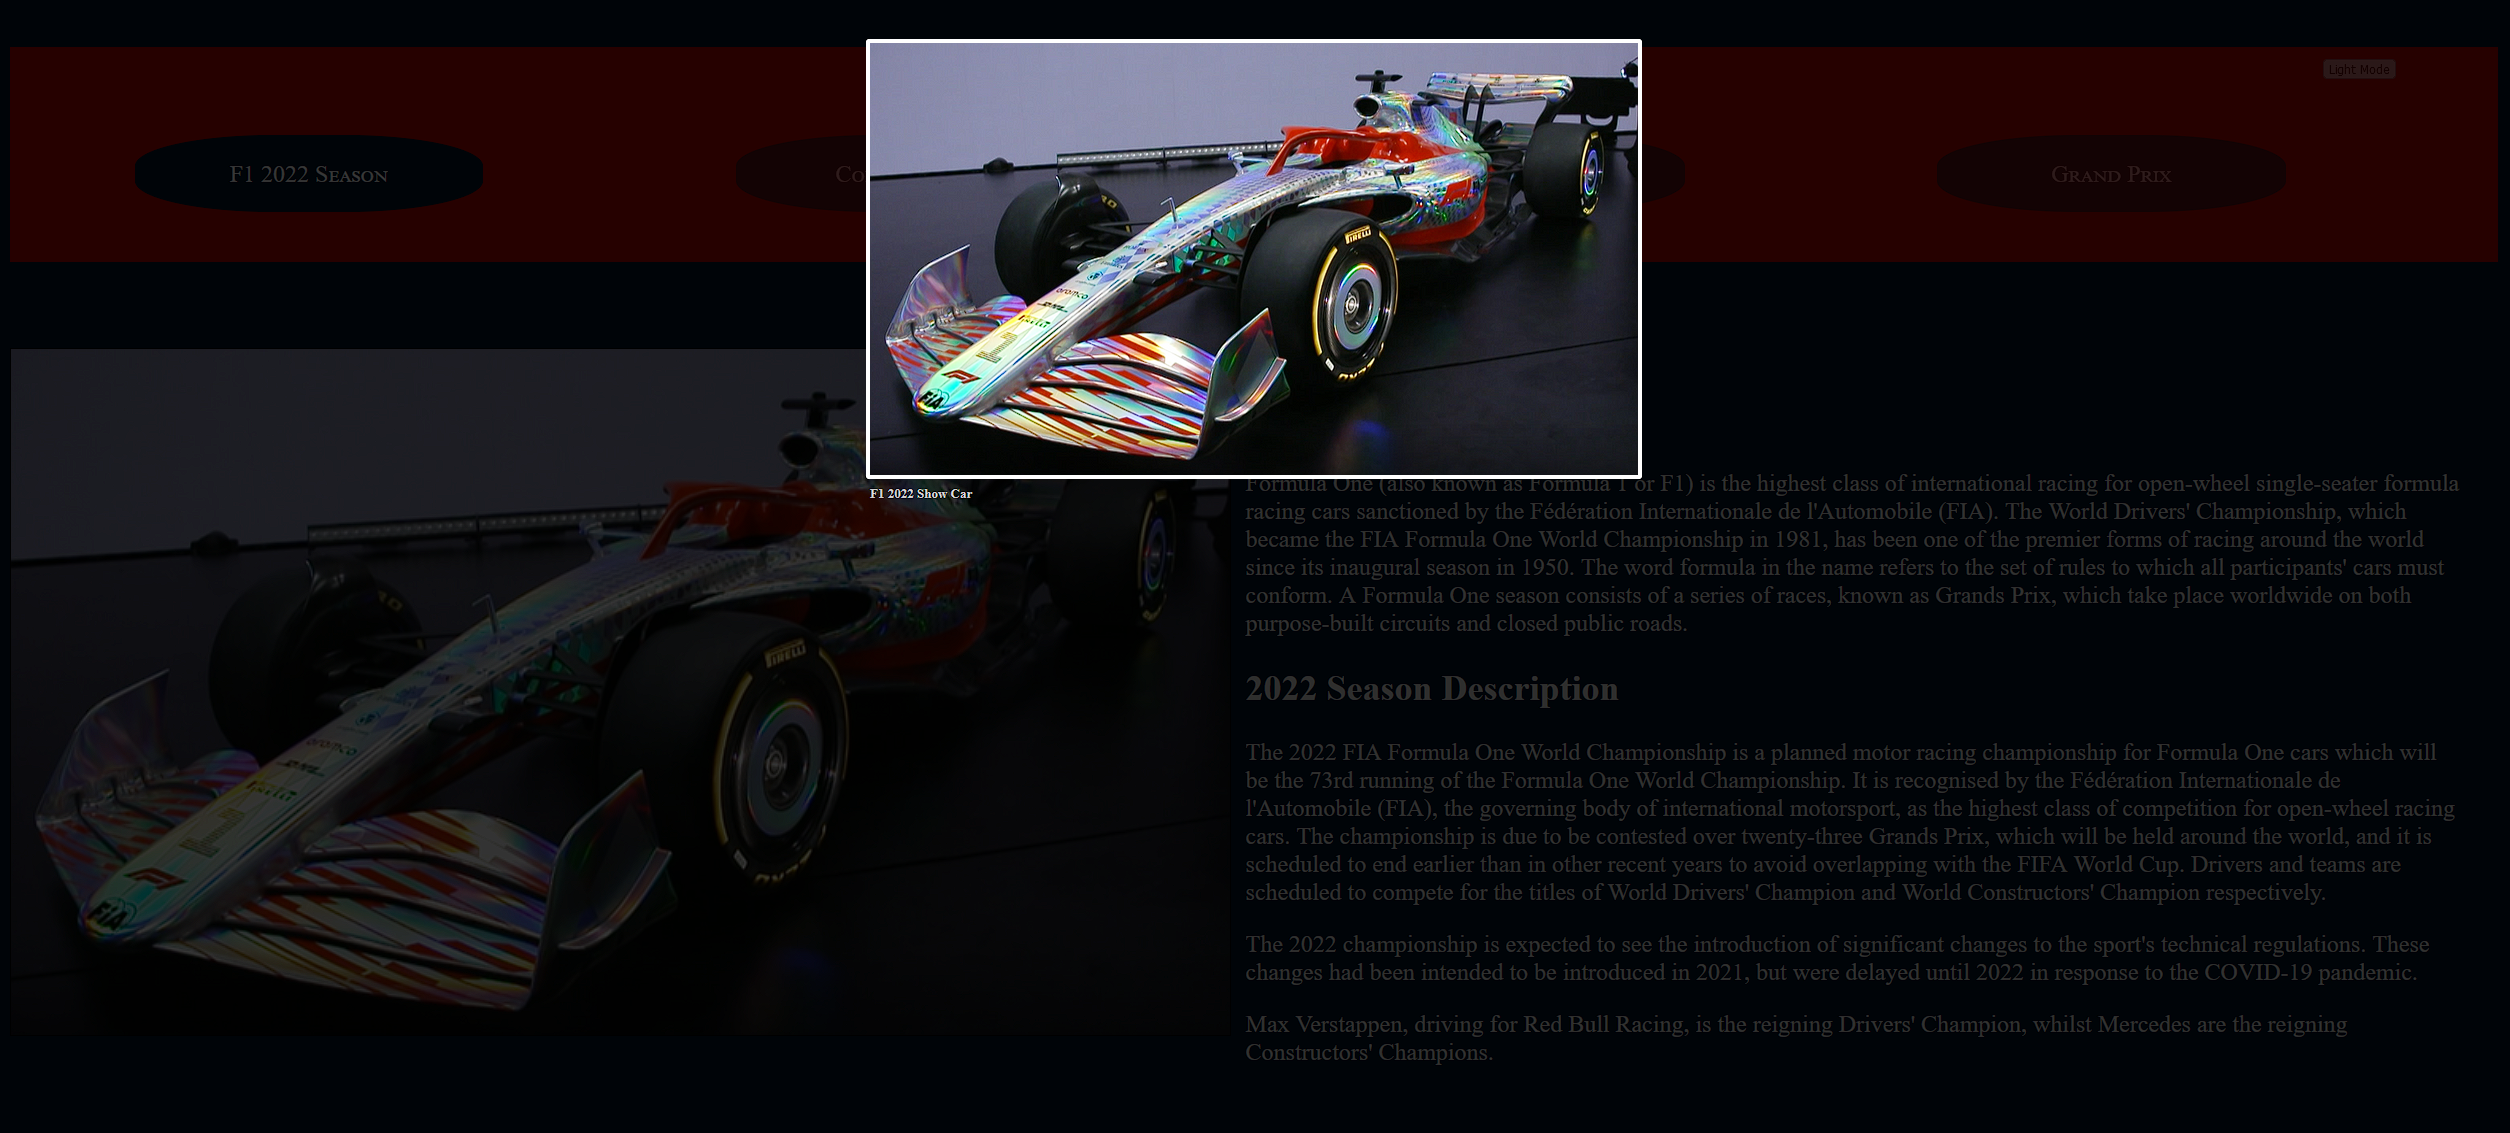 Light Mode
F1 2022 Season
Co
Grand Prix
PIRELLI
aramco
PIRELLI
1
F1
FIA
F1 2022 Show Car
Formula One (also known as Formula 1 or F1) is the highest class of international racing for open-wheel single-seater formula
racing cars sanctioned by the Fédération Internationale de l'Automobile (FIA). The World Drivers' Championship, which
became the FIA Formula One World Championship in 1981, has been one of the premier forms of racing around the world
since its inaugural season in 1950. The word formula in the name refers to the set of rules to which all participants' cars must
conform. A Formula One season consists of a series of races, known as Grands Prix, which take place worldwide on both
purpose-built circuits and closed public roads.
2022 Season Description
The 2022 FIA Formula One World Championship is a planned motor racing championship for Formula One cars which will
be the 73rd running of the Formula One World Championship. It is recognised by the Fédération Internationale de
l'Automobile (FIA), the governing body of international motorsport, as the highest class of competition for open-wheel racing
cars. The championship is due to be contested over twenty-three Grands Prix, which will be held around the world, and it is
scheduled to end earlier than in other recent years to avoid overlapping with the FIFA World Cup. Drivers and teams are
scheduled to compete for the titles of World Drivers' Champion and World Constructors' Champion respectively.
The 2022 championship is expected to see the introduction of significant changes to the sport's technical regulations. These
changes had been intended to be introduced in 2021, but were delayed until 2022 in response to the COVID-19 pandemic.
Max Verstappen, driving for Red Bull Racing, is the reigning Drivers' Champion, whilst Mercedes are the reigning
Constructors' Champions.
PIRELLI
aramco
PIRELLI
1
F1
FIA